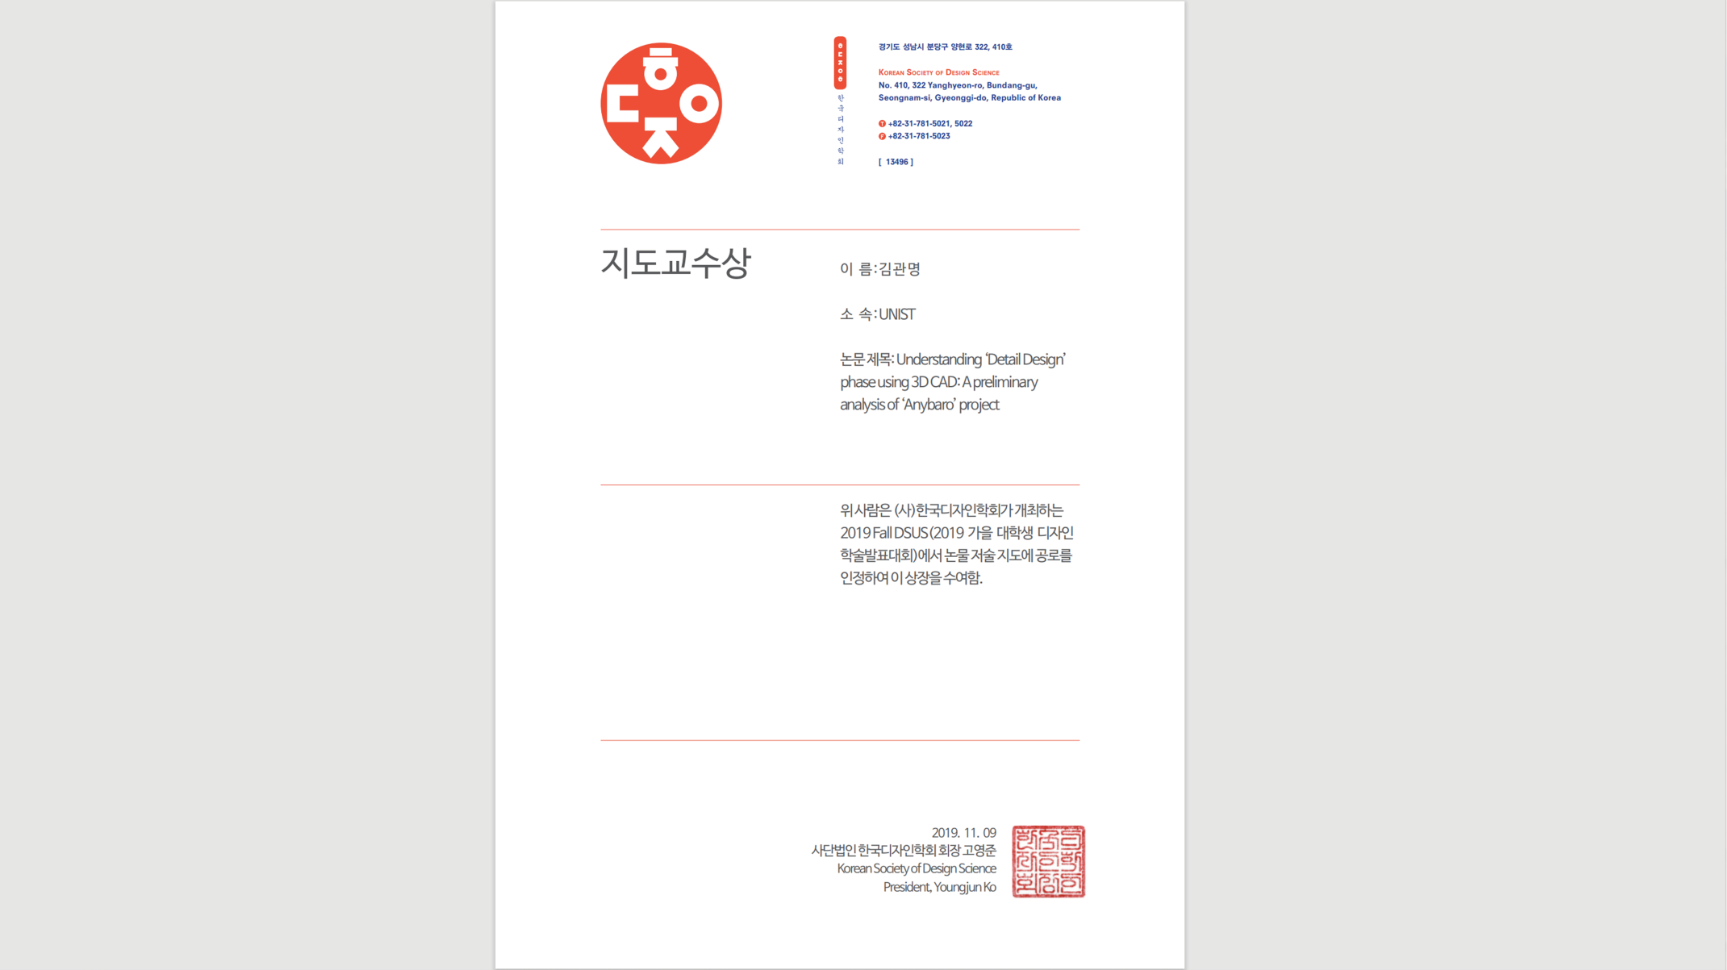 경기도 성남시 분당구 양현로 322, 410호
KOREAN SOCIETY OF DESIGN SCIENCE
No. 410, 322 Yanghyeon-ro, Bundang-gu,
Seongnam-si, Gyeonggi-do, Republic of Korea
T +82-31-781-5021, 5022
F +82-31-781-5023
[ 13496 ]
한국디자인학회
지도교수상
이 름 : 김관명
소 속 : UNIST
논문 제목: Understanding ‘Detail Design’
phase using 3D CAD: A preliminary
analysis of ‘Anybaro’ project
위 사람은 (사)한국디자인학회가 개최하는
2019 Fall DSUS(2019 가을 대학생 디자인
학술발표대회)에서 논물 저술 지도에 공로를
인정하여 이 상장을 수여함.
2019. 11. 09
사단법인 한국디자인학회 회장 고영준
Korean Society of Design Science
President, Youngjun Ko